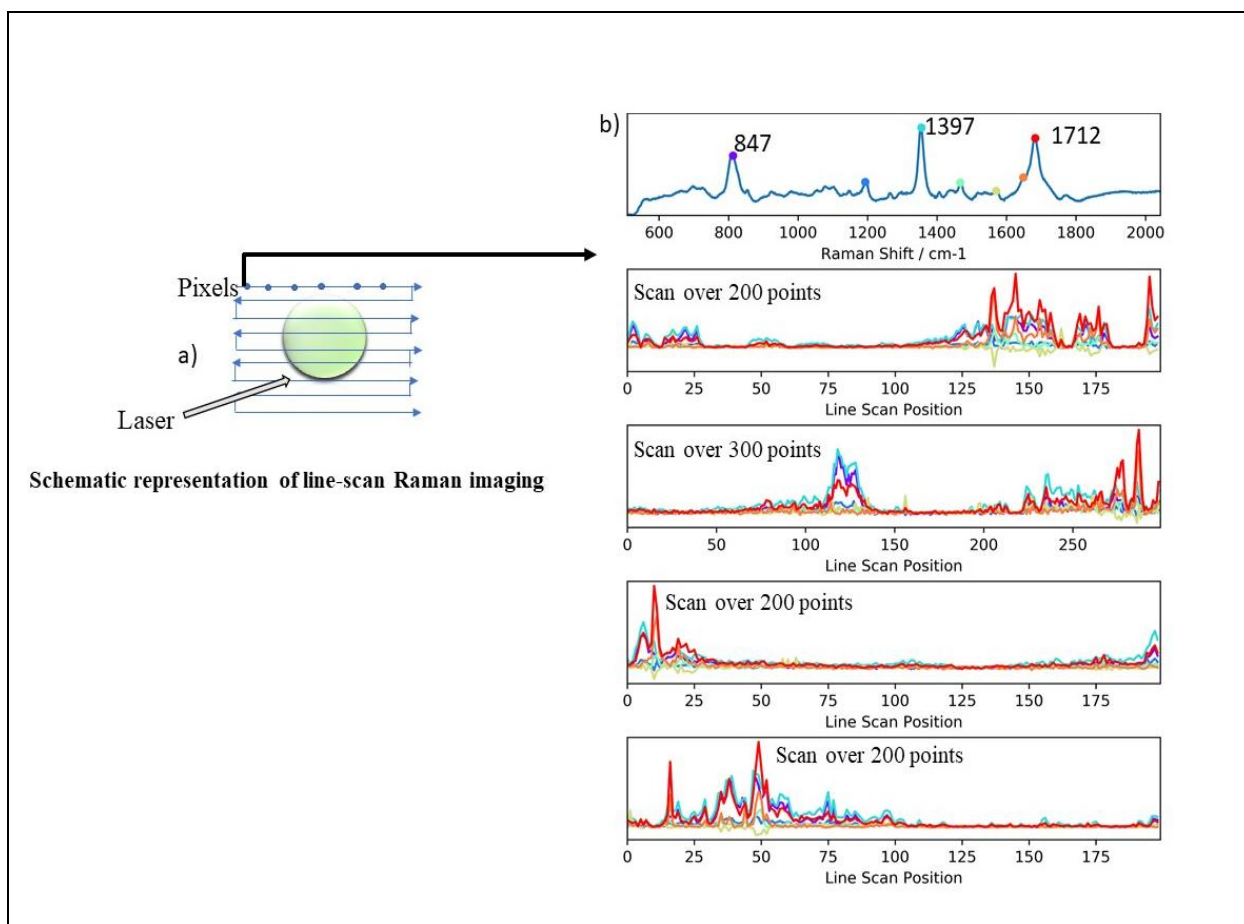 b)
847
1397
1712
600 800 1000 1200 1400 1600 1800 2000
Raman Shift / cm-1
Pixels
a)
Laser
Schematic representation of line-scan Raman imaging
Scan over 200 points
0 25 50 75 100 125 150 175
Line Scan Position
Scan over 300 points
0 50 100 150 200 250
Line Scan Position
Scan over 200 points
0 25 50 75 100 125 150 175
Line Scan Position
Scan over 200 points
0 25 50 75 100 125 150 175
Line Scan Position